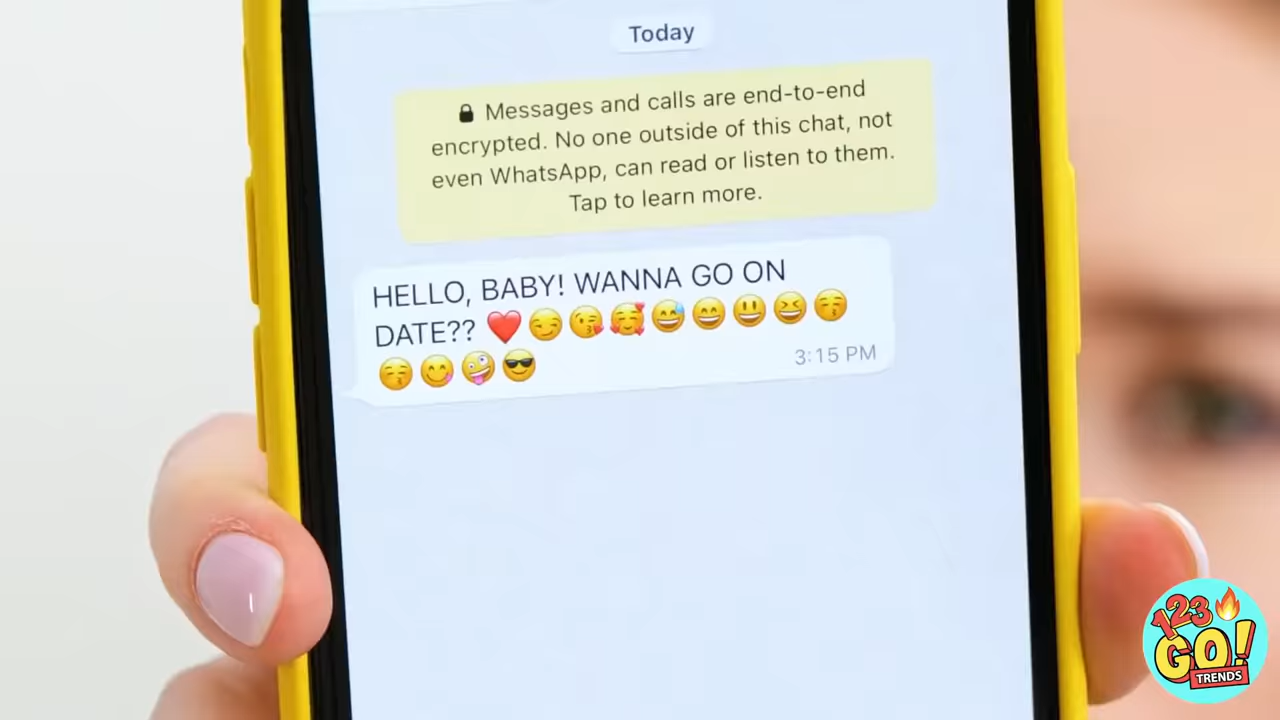 Today
🔒 Messages and calls are end-to-end
encrypted. No one outside of this chat, not
even WhatsApp, can read or listen to them.
Tap to learn more.
HELLO, BABY! WANNA GO ON
DATE?? ❤️😏😘🥰😅😄😃😆😚
😚😋🤪😎
3:15 PM
123
GO!
TRENDS